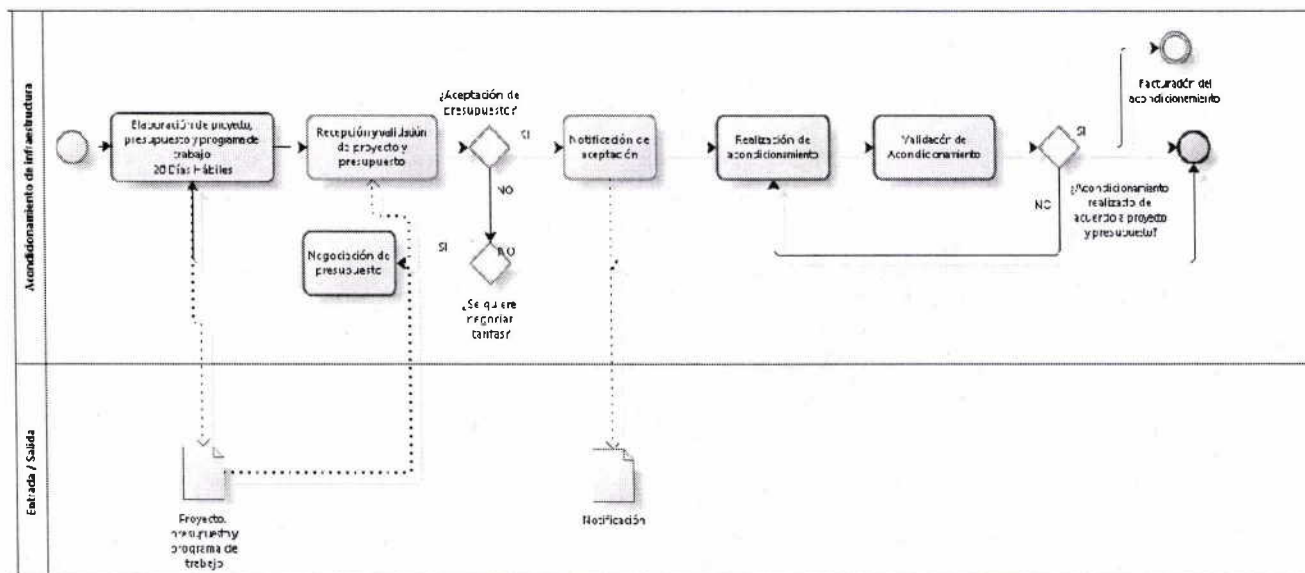 Acondicionamiento de infraestructura
Elaboración de proyecto,
presupuesto y programa de
trabajo
20 Días Hábiles
Recepción y validación
de proyecto y
presupuesto
¿Aceptación de
presupuesto?
SI
NO
Negociación de
presupuesto
SI
NO
¿Se quiere
negociar
tarifas?
Notificación de
aceptación
Realización de
acondicionamiento
Validación de
Acondicionamiento
SI
NO
¿Acondicionamiento
realizado de
acuerdo a proyecto
y presupuesto?
Facturación del
acondicionamiento
Entrada / Salida
Proyecto,
presupuesto y
programa de
trabajo
Notificación